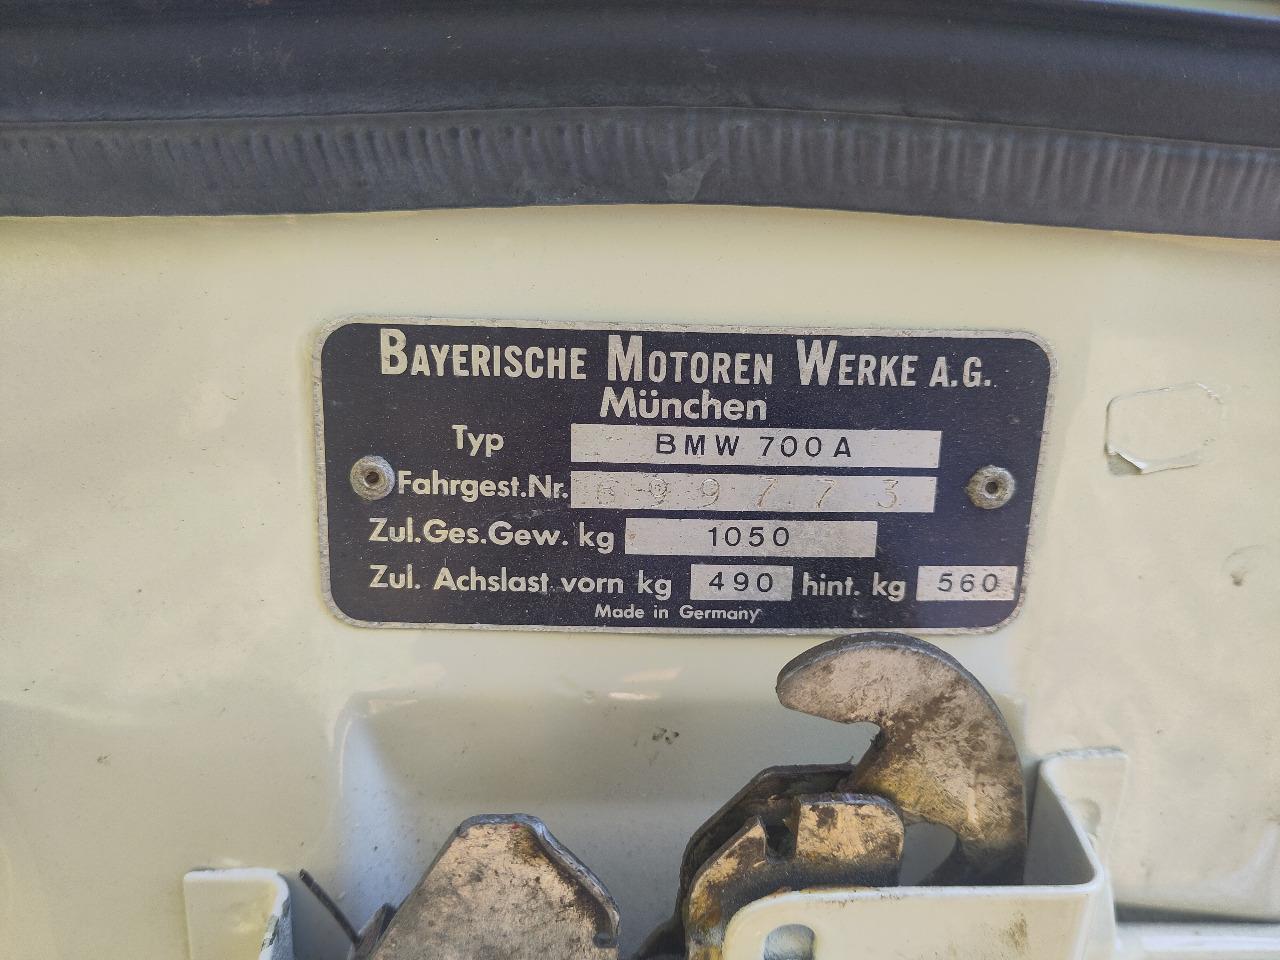 BAYERISCHE MOTOREN WERKE A.G.
München
Typ BMW 700 A
Fahrgest.Nr. 699773
Zul.Ges.Gew. kg 1050
Zul. Achslast vorn kg 490 hint. kg 560
Made in Germany